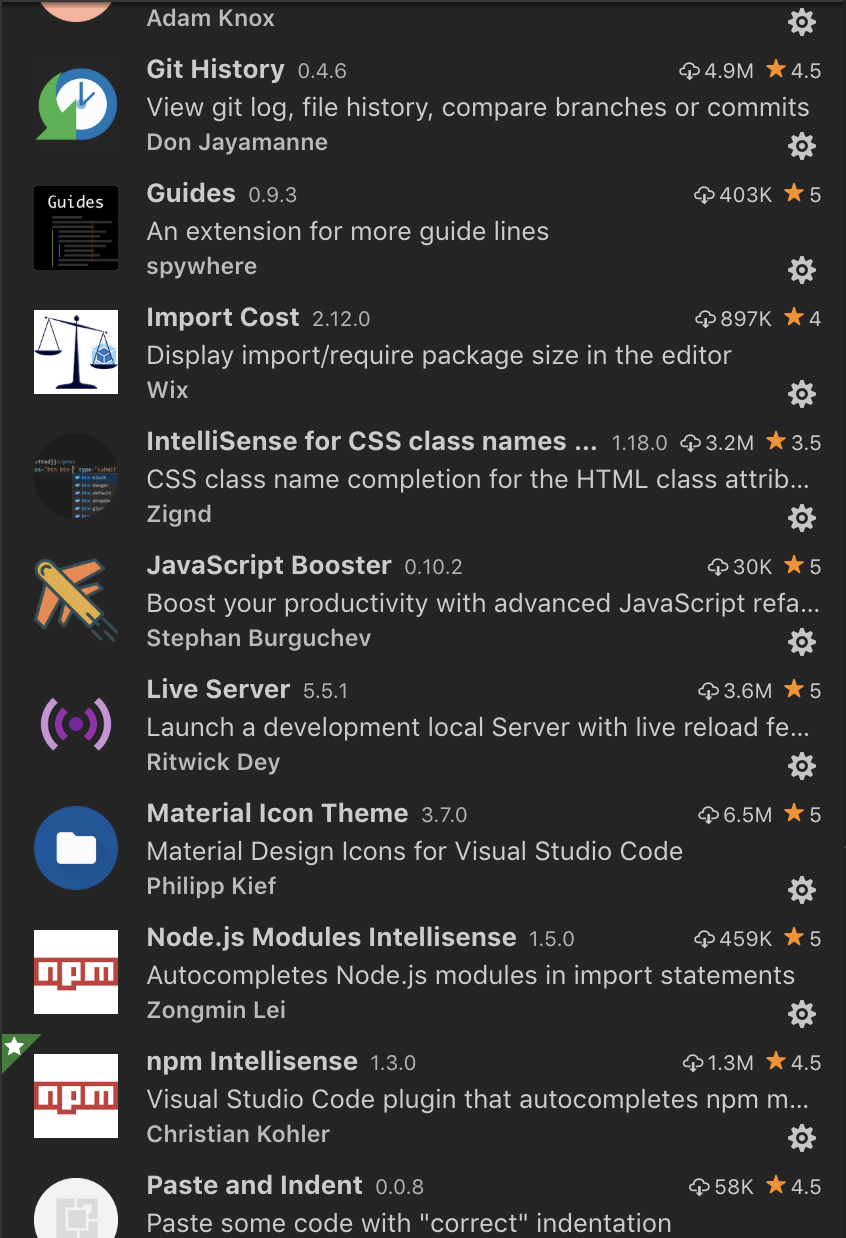 Adam Knox
Git History 0.4.6 4.9M 4.5
View git log, file history, compare branches or commits
Don Jayamanne
Guides
Guides 0.9.3 403K 5
An extension for more guide lines
spywhere
Import Cost 2.12.0 897K 4
Display import/require package size in the editor
Wix
IntelliSense for CSS class names ... 1.18.0 3.2M 3.5
CSS class name completion for the HTML class attrib...
Zignd
JavaScript Booster 0.10.2 30K 5
Boost your productivity with advanced JavaScript refa...
Stephan Burguchev
Live Server 5.5.1 3.6M 5
Launch a development local Server with live reload fe...
Ritwick Dey
Material Icon Theme 3.7.0 6.5M 5
Material Design Icons for Visual Studio Code
Philipp Kief
npm
Node.js Modules Intellisense 1.5.0 459K 5
Autocompletes Node.js modules in import statements
Zongmin Lei
npm
npm Intellisense 1.3.0 1.3M 4.5
Visual Studio Code plugin that autocompletes npm m...
Christian Kohler
Paste and Indent 0.0.8 58K 4.5
Paste some code with "correct" indentation